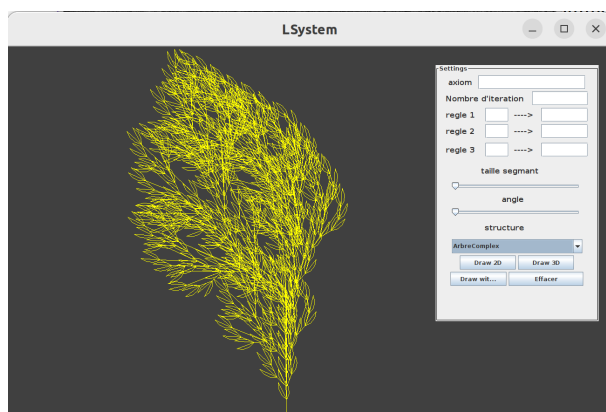 LSystem
Settings
axiom
Nombre d'iteration
regle 1 ---->
regle 2 ---->
regle 3 ---->
taille segmant
angle
structure
ArbreComplex
Draw 2D Draw 3D
Draw wit... Effacer